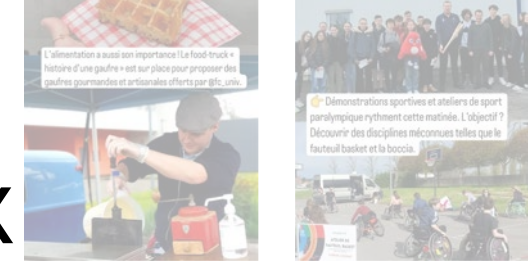 L'alimentation a aussi son importance ! Le food-truck «
histoire d'une gaufre » est sur place pour proposer des
gaufres gourmandes et artisanales offerts par @fc_univ.
👉 Démonstrations sportives et ateliers de sport
paralympique rythment cette matinée. L'objectif ?
Découvrir des disciplines méconnues telles que le
fauteuil basket et la boccia.
X